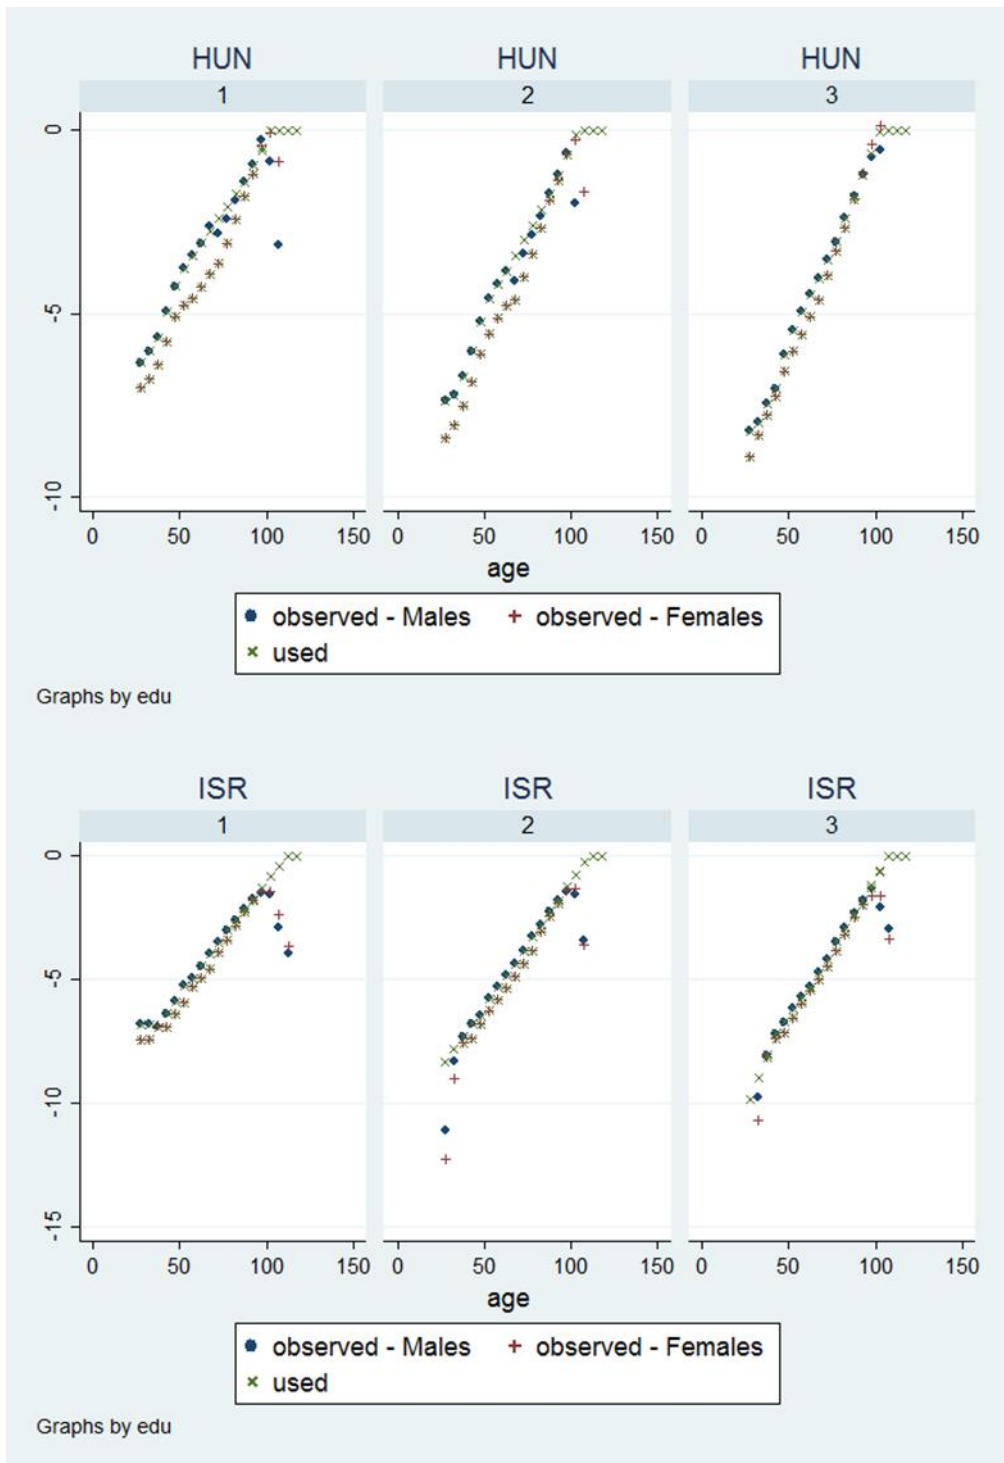 HUN HUN HUN
1 2 3
0
-5
-10
0 50 100 150 0 50 100 150 0 50 100 150
age
observed - Males observed - Females
used
Graphs by edu
ISR ISR ISR
1 2 3
0
-5
-10
-15
0 50 100 150 0 50 100 150 0 50 100 150
age
observed - Males observed - Females
used
Graphs by edu